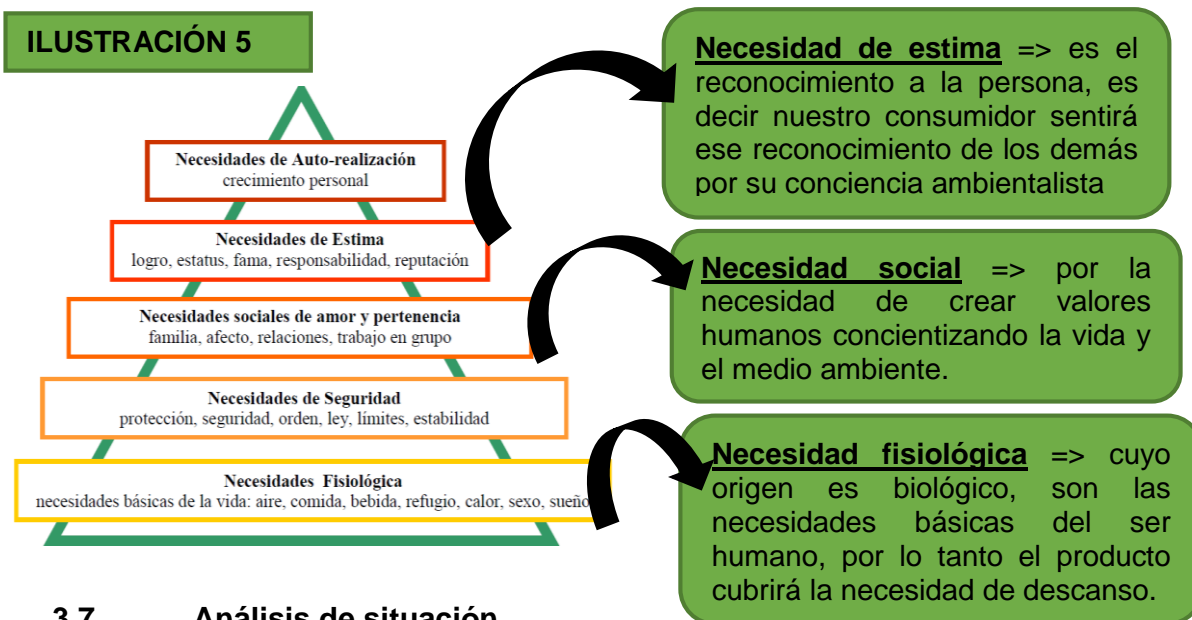 ILUSTRACIÓN 5
Necesidades de Auto-realización
crecimiento personal
Necesidades de Estima
logro, estatus, fama, responsabilidad, reputación
Necesidades sociales de amor y pertenencia
familia, afecto, relaciones, trabajo en grupo
Necesidades de Seguridad
protección, seguridad, orden, ley, límites, estabilidad
Necesidades Fisiológica
necesidades básicas de la vida: aire, comida, bebida, refugio, calor, sexo, sueño
Necesidad de estima => es el
reconocimiento a la persona, es
decir nuestro consumidor sentirá
ese reconocimiento de los demás
por su conciencia ambientalista
Necesidad social => por la
necesidad de crear valores
humanos concientizando la vida y
el medio ambiente.
Necesidad fisiológica => cuyo
origen es biológico, son las
necesidades básicas del ser
humano, por lo tanto el producto
cubrirá la necesidad de descanso.
3.7 Análisis de situación